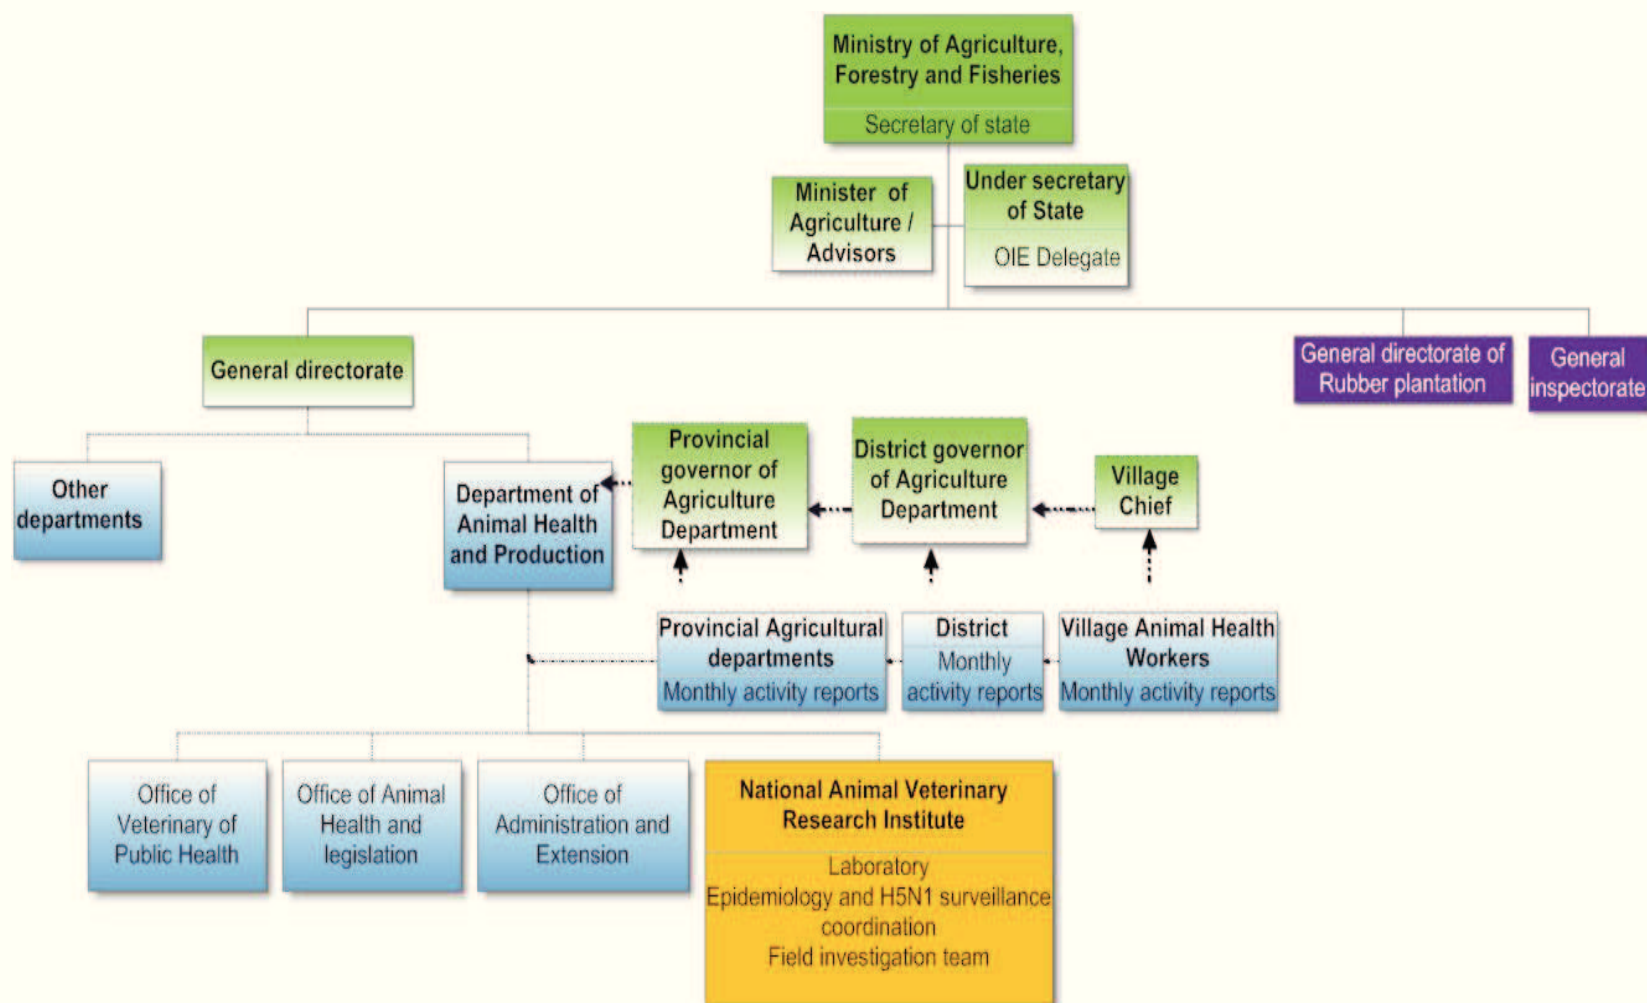 Ministry of Agriculture,
Forestry and Fisheries
Secretary of state
Minister of
Agriculture /
Advisors
Under secretary
of State
OIE Delegate
General directorate
General directorate of
Rubber plantation
General
inspectorate
Other
departments
Department of
Animal Health
and Production
Provincial
governor of
Agriculture
Department
District governor
of Agriculture
Department
Village
Chief
Provincial Agricultural
departments
Monthly activity reports
District
Monthly
activity reports
Village Animal Health
Workers
Monthly activity reports
Office of
Veterinary of
Public Health
Office of Animal
Health and
legislation
Office of
Administration and
Extension
National Animal Veterinary
Research Institute
Laboratory
Epidemiology and H5N1 surveillance
coordination
Field investigation team